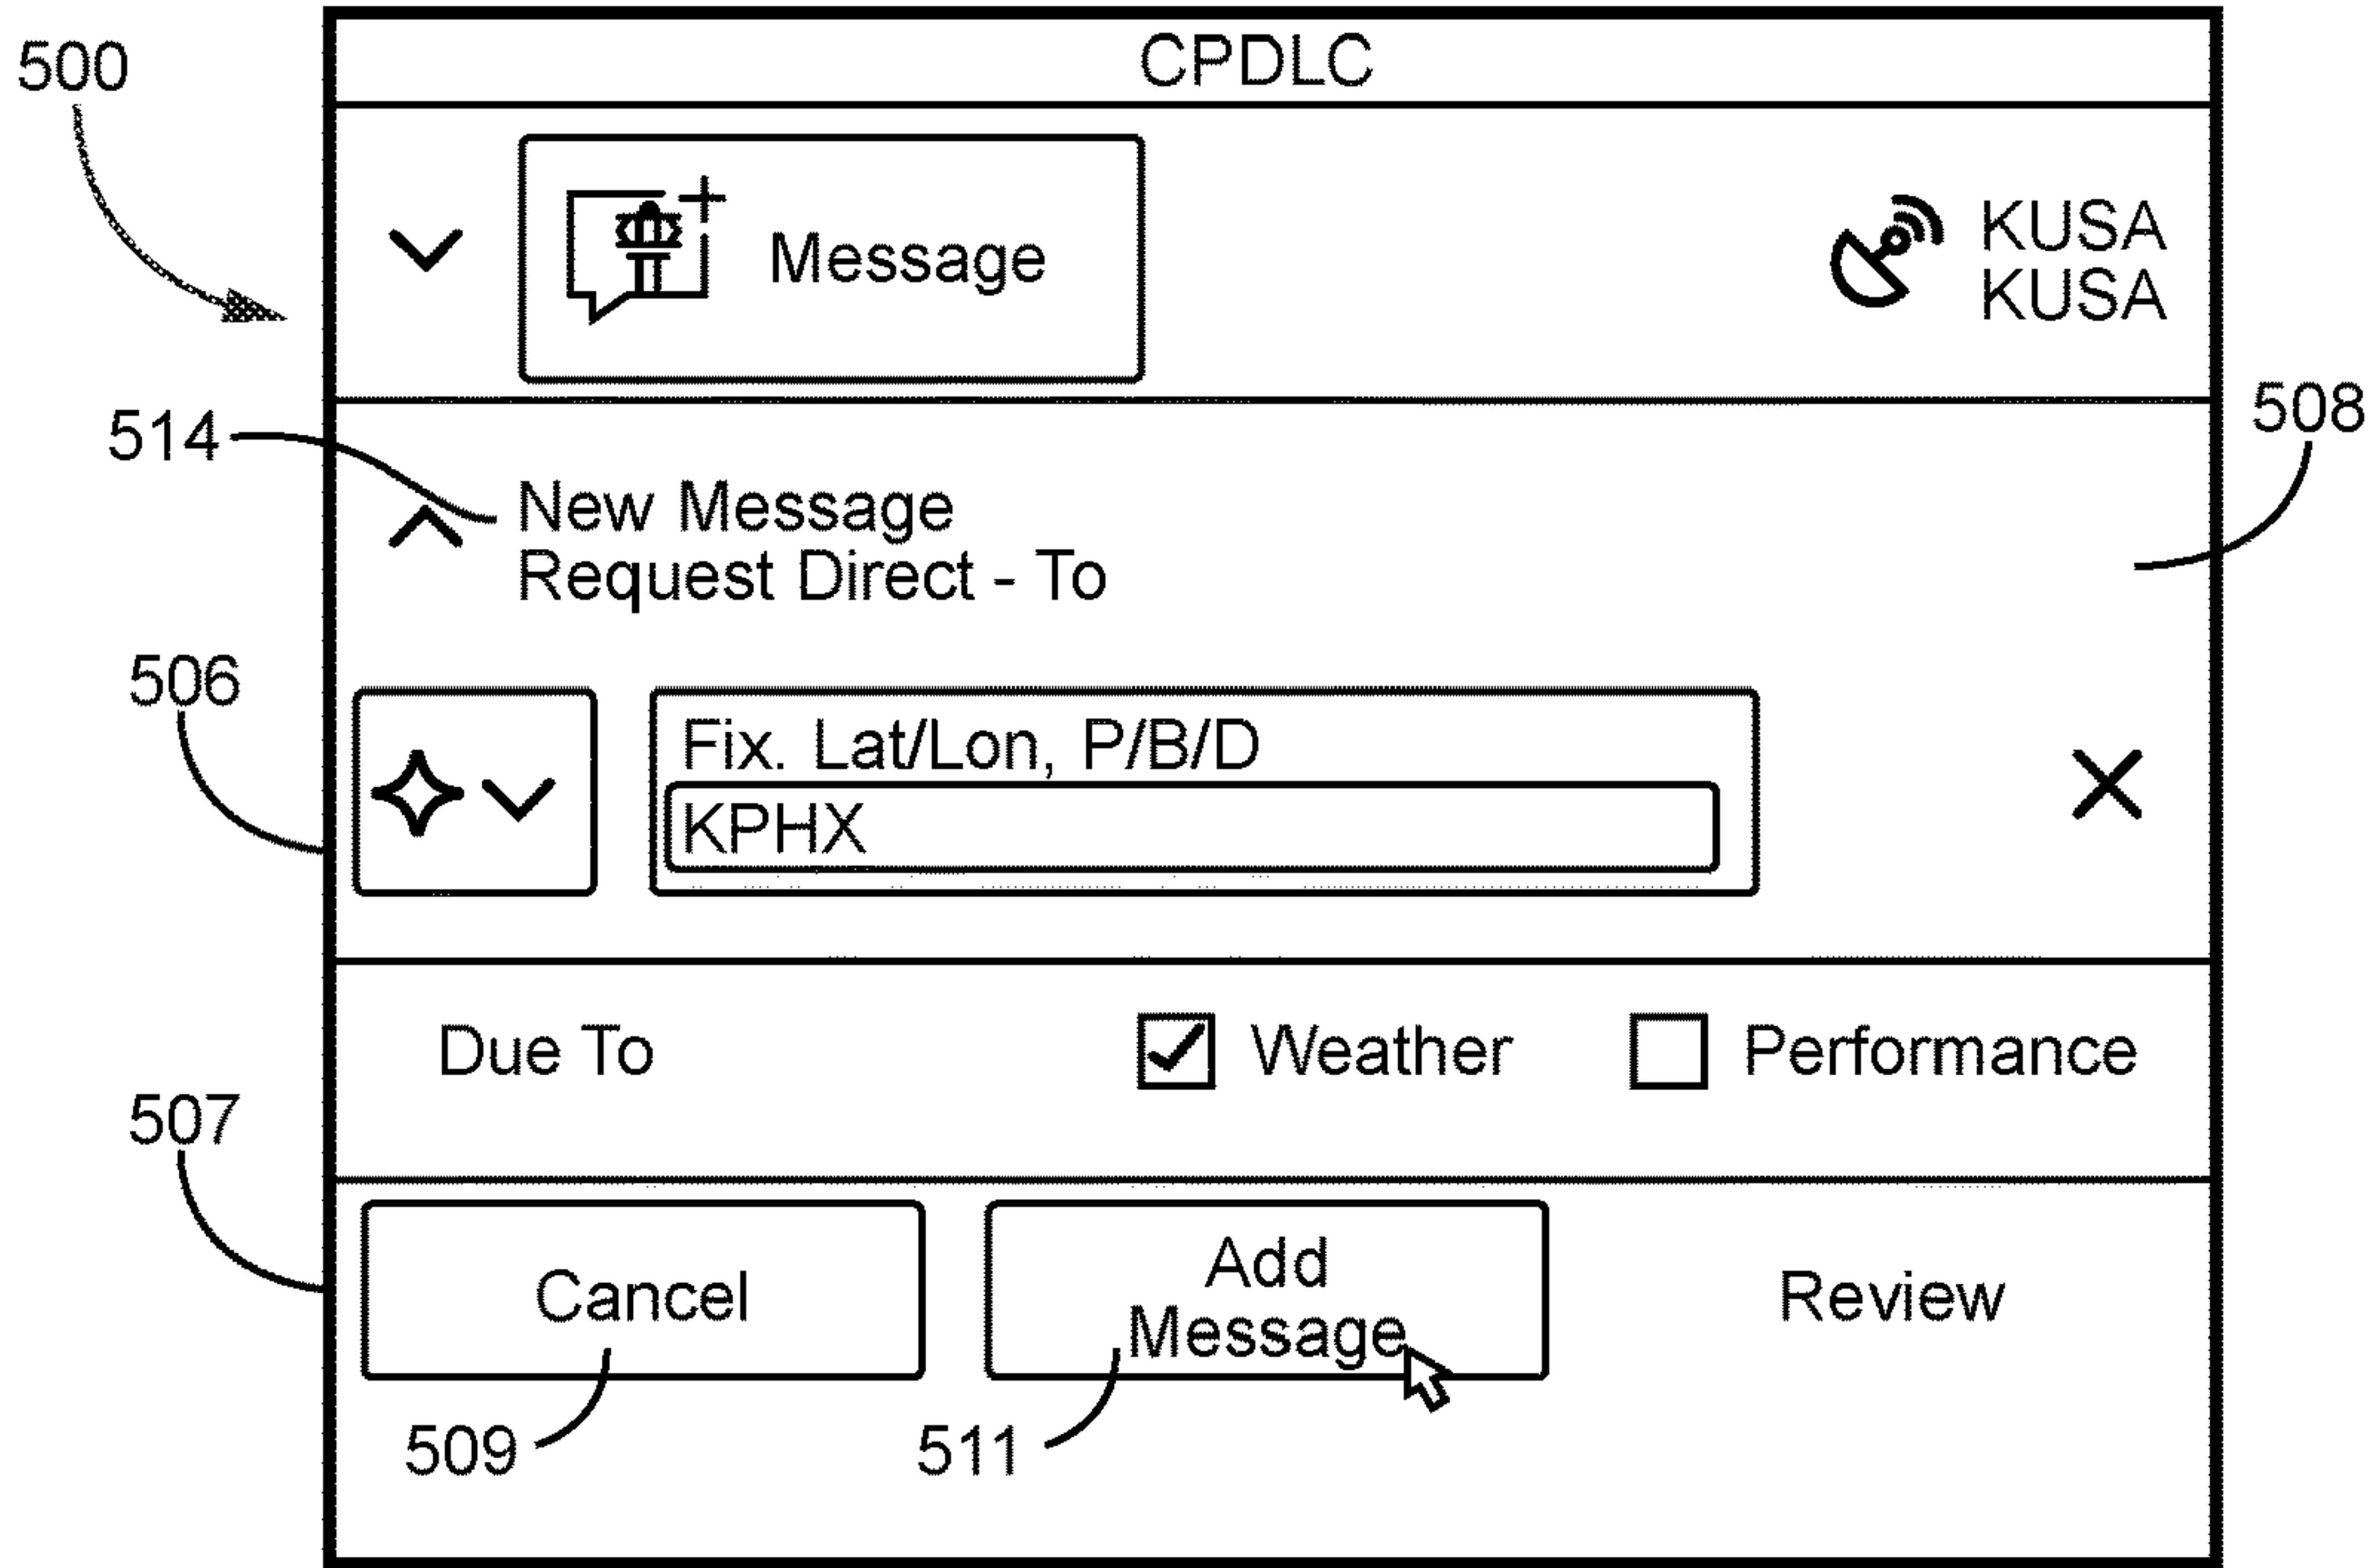 CPDLC
500
Message
KUSA
KUSA
514
508
New Message
Request Direct - To
506
Fix. Lat/Lon, P/B/D
KPHX
Due To
Weather
Performance
507
Cancel
Add
Message
Review
509
511